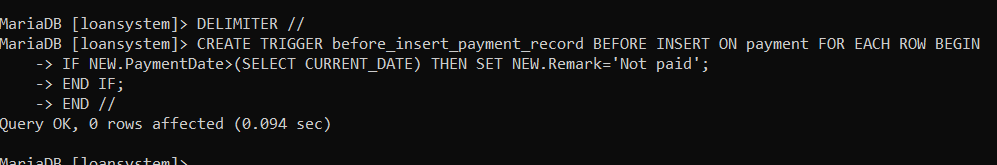 MariaDB [loansystem]> DELIMITER //
MariaDB [loansystem]> CREATE TRIGGER before_insert_payment_record BEFORE INSERT ON payment FOR EACH ROW BEGIN
    -> IF NEW.PaymentDate>(SELECT CURRENT_DATE) THEN SET NEW.Remark='Not paid';
    -> END IF;
    -> END //
Query OK, 0 rows affected (0.094 sec)
MariaDB [loansystem]>